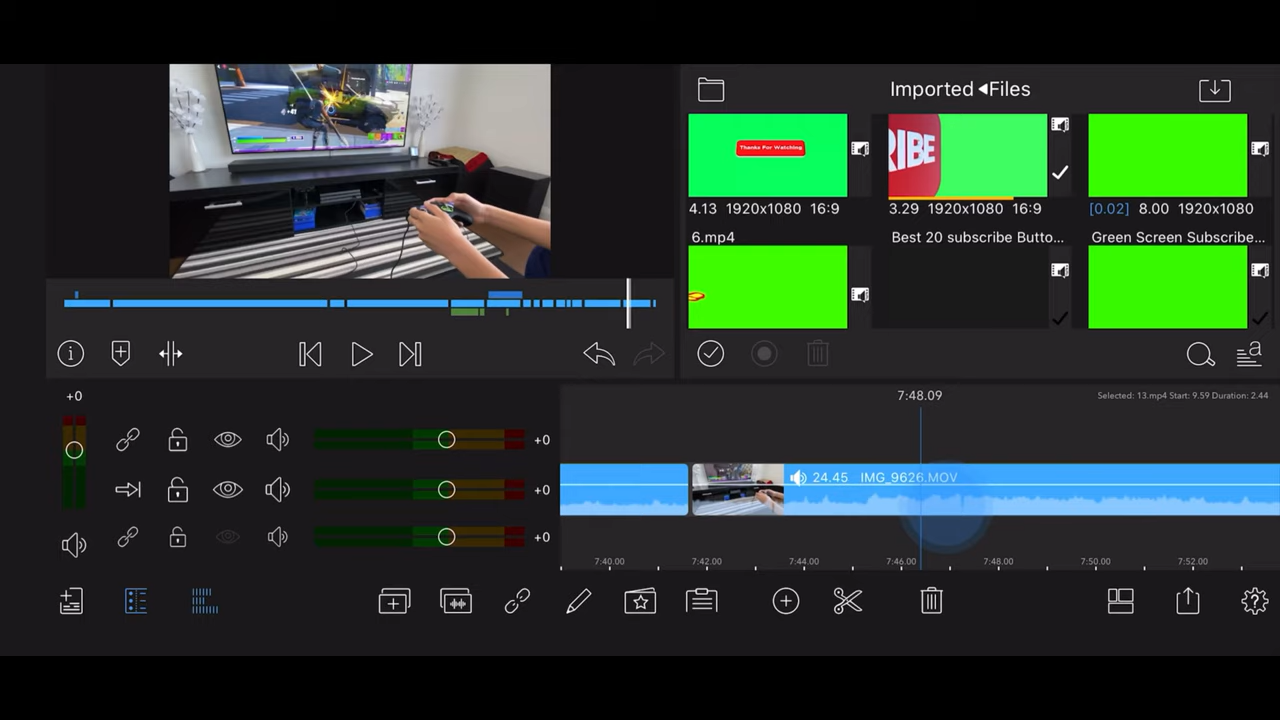 Imported ◀Files
Thanks For Watching
RIBE
4.13 1920x1080 16:9
3.29 1920x1080 16:9
[0.02] 8.00 1920x1080
6.mp4
Best 20 subscribe Butto...
Green Screen Subscribe...
+0
7:48.09
Selected: 13.mp4 Start: 9.59 Duration: 2.44
+0
24.45 IMG_9626.MOV
+0
+0
7:40.00 7:42.00 7:44.00 7:46.00 7:48.00 7:50.00 7:52.00